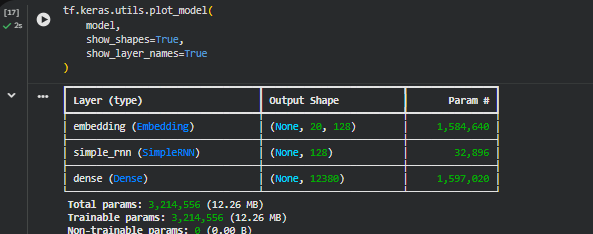 [17]
✓ 2s
tf.keras.utils.plot_model(
model,
show_shapes=True,
show_layer_names=True
)
Layer (type) Output Shape Param #
embedding (Embedding) (None, 20, 128) 1,584,640
simple_rnn (SimpleRNN) (None, 128) 32,896
dense (Dense) (None, 12380) 1,597,020
Total params: 3,214,556 (12.26 MB)
Trainable params: 3,214,556 (12.26 MB)
Non-trainable params: 0 (0.00 B)